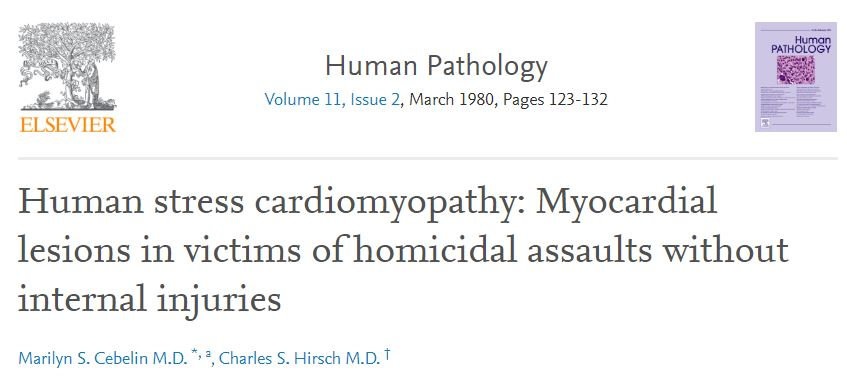 ELSEVIER
Human Pathology
Volume 11, Issue 2, March 1980, Pages 123-132
Human
PATHOLOGY
Human stress cardiomyopathy: Myocardial
lesions in victims of homicidal assaults without
internal injuries
Marilyn S. Cebelin M.D. *, a, Charles S. Hirsch M.D. †